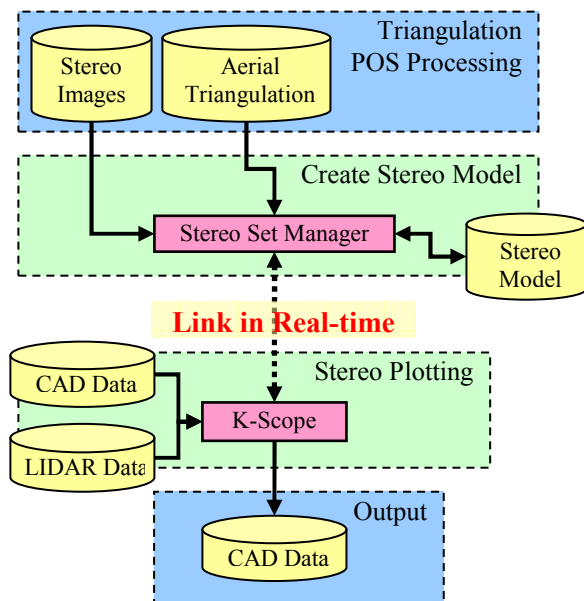 Triangulation
POS Processing
Stereo
Images
Aerial
Triangulation
Create Stereo Model
Stereo Set Manager
Stereo
Model
Link in Real-time
Stereo Plotting
CAD Data
K-Scope
LIDAR Data
Output
CAD Data